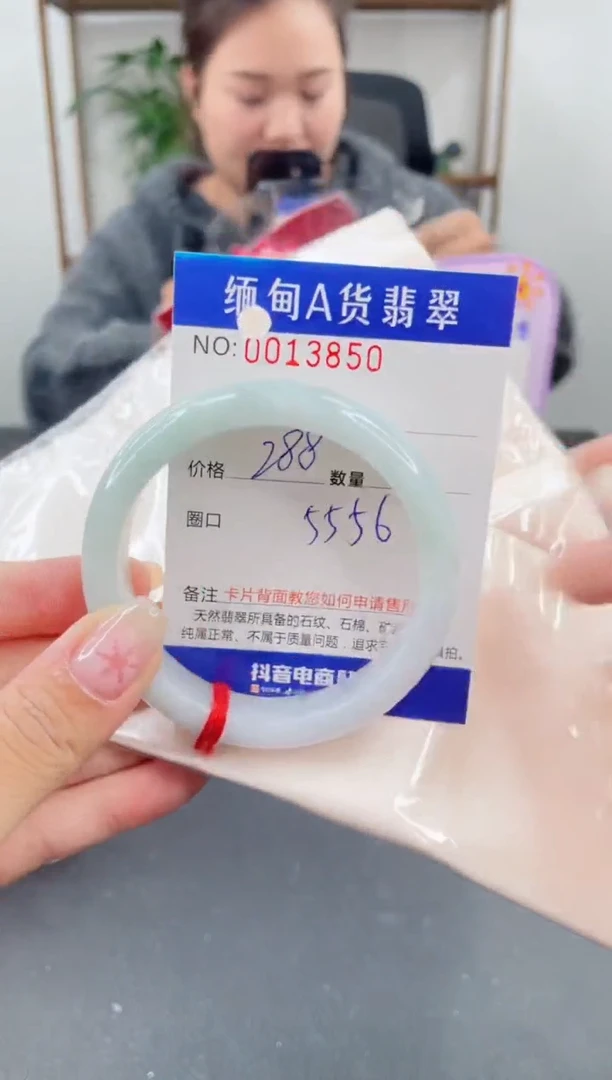 缅甸A货翡翠
NO:0013850
价格 288 数量
圈口 5556
备注 卡片背面教您如何申请售
天然翡翠所具备的石纹、石棉、矿
纯属正常、不属于质量问题，追求 慎拍。
抖音电商